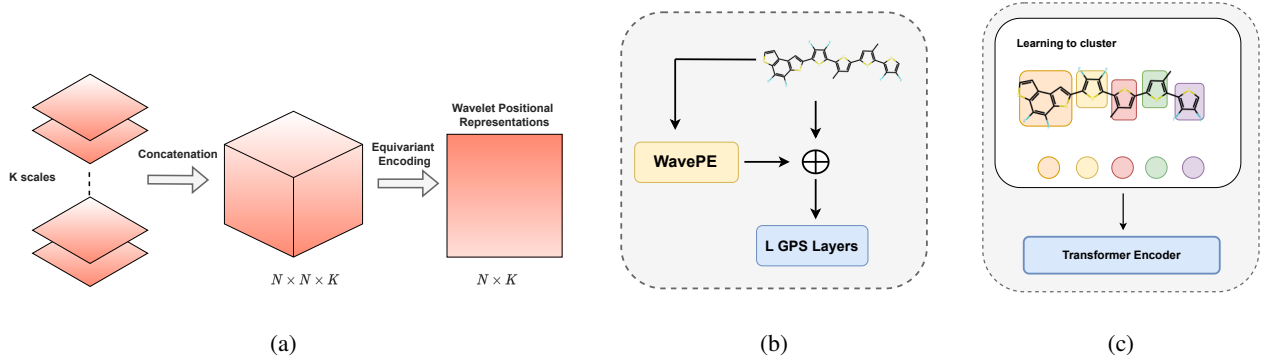 K scales
Concatenation
N × N × K
Equivariant
Encoding
Wavelet Positional
Representations
N × K
(a)
WavePE
L GPS Layers
(b)
Learning to cluster
Transformer Encoder
(c)